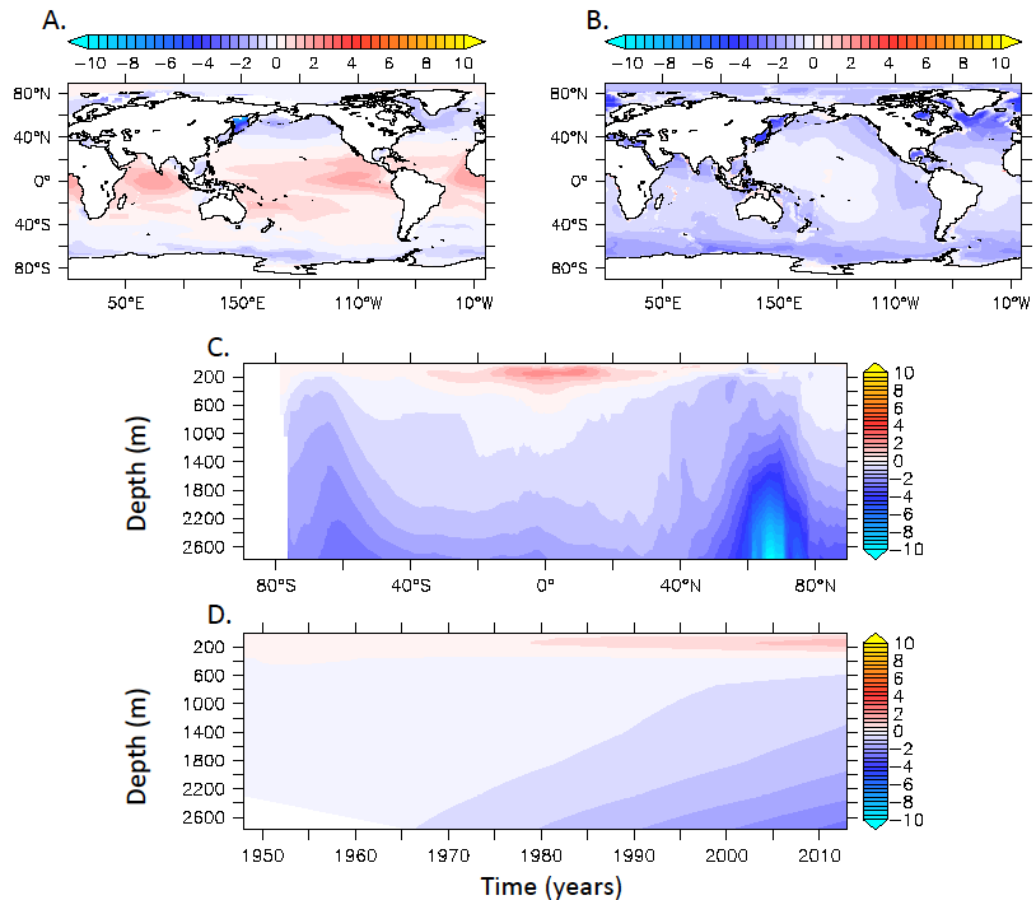 A. B.
−10 −8 −6 −4 −2 0 2 4 6 8 10 −10 −8 −6 −4 −2 0 2 4 6 8 10
80°N 80°N
40°N 40°N
0° 0°
40°S 40°S
80°S 80°S
50°E 150°E 110°W 10°W 50°E 150°E 110°W 10°W
C.
Depth (m)
200
600
1000
1400
1800
2200
2600
10
8
6
4
2
0
−2
−4
−6
−8
−10
80°S 40°S 0° 40°N 80°N
D.
Depth (m)
200
600
1000
1400
1800
2200
2600
10
8
6
4
2
0
−2
−4
−6
−8
−10
1950 1960 1970 1980 1990 2000 2010
Time (years)